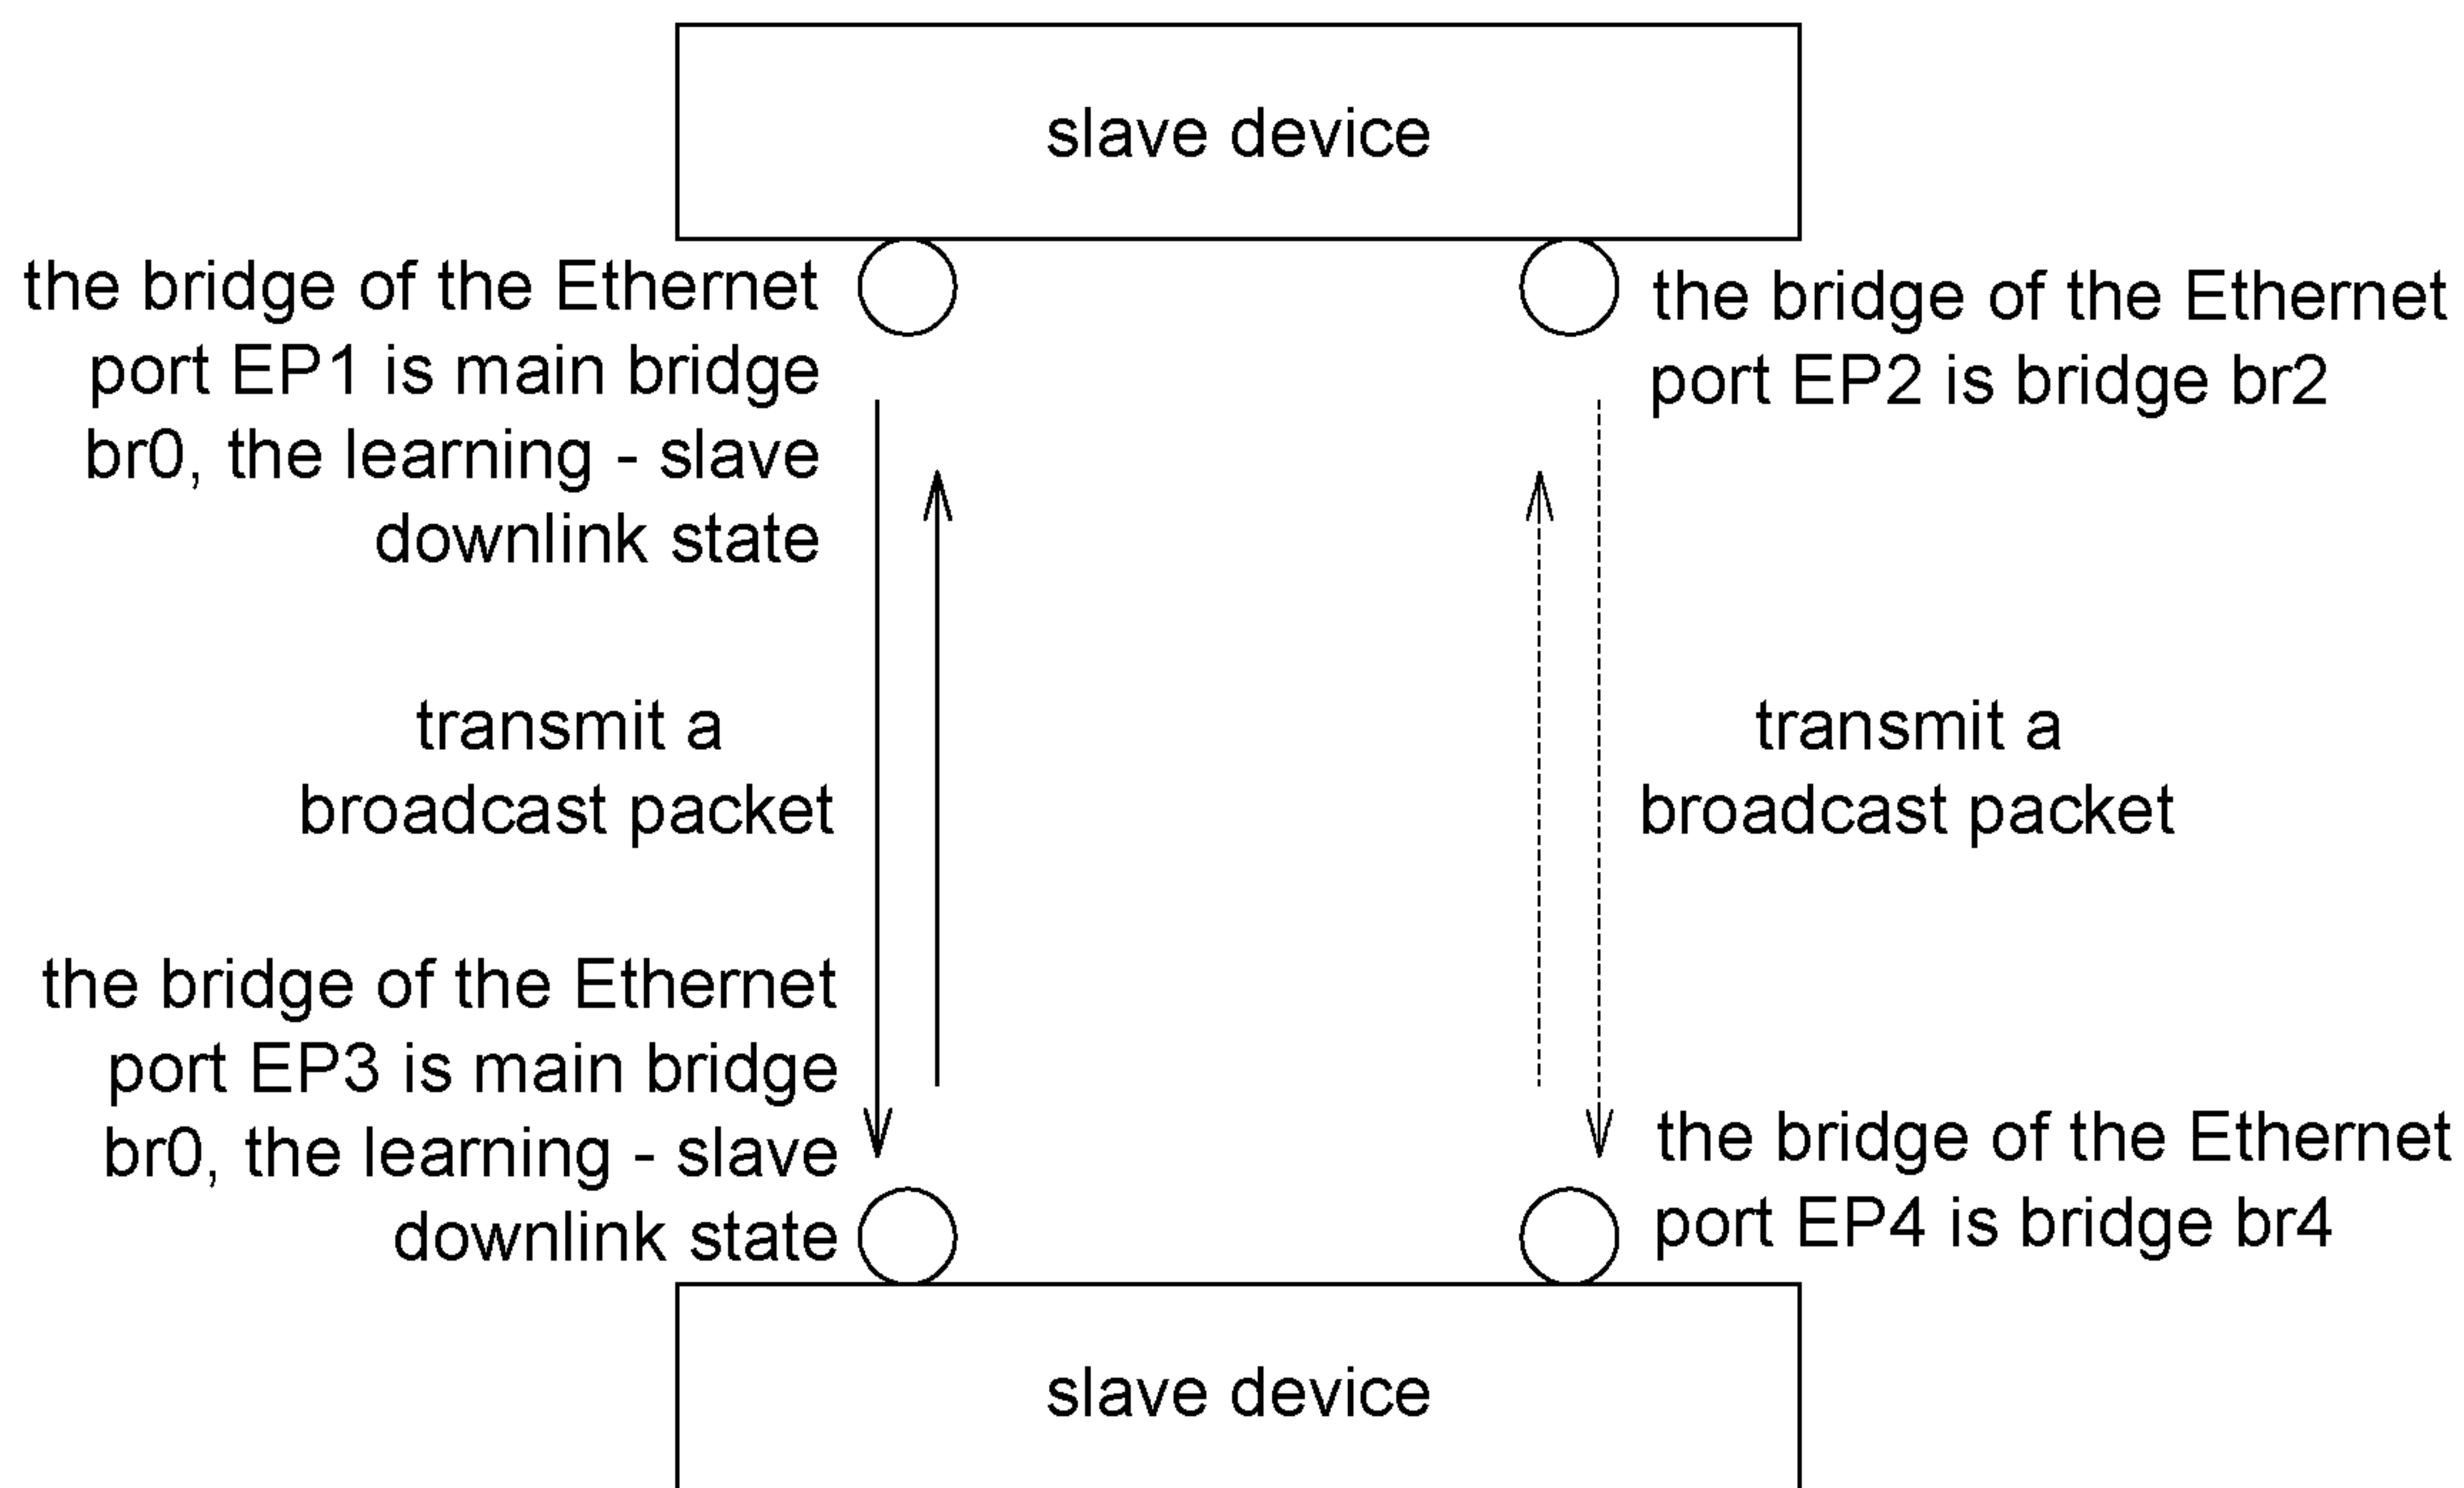 slave device
the bridge of the Ethernet
port EP1 is main bridge
br0, the learning - slave
downlink state
the bridge of the Ethernet
port EP2 is bridge br2
transmit a
broadcast packet
transmit a
broadcast packet
the bridge of the Ethernet
port EP3 is main bridge
br0, the learning - slave
downlink state
the bridge of the Ethernet
port EP4 is bridge br4
slave device